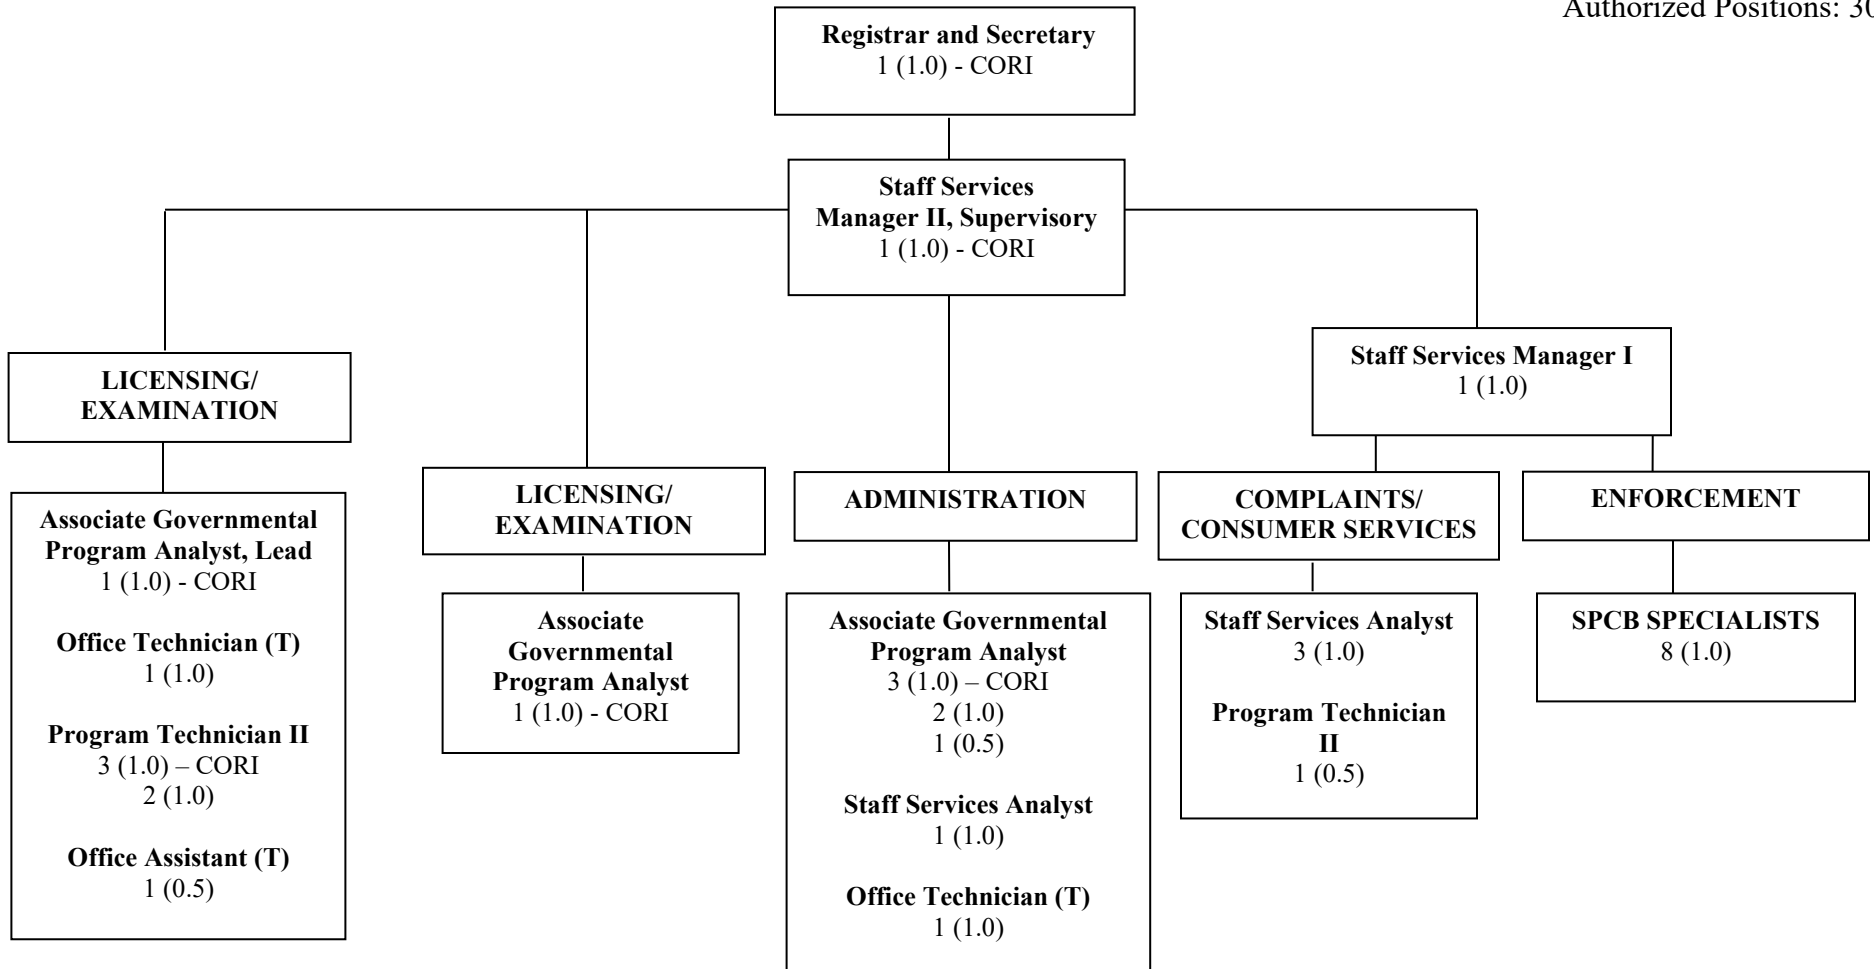 Authorized Positions: 30
Registrar and Secretary
1 (1.0) - CORI
Staff Services
Manager II, Supervisory
1 (1.0) - CORI
LICENSING/
EXAMINATION
Associate Governmental
Program Analyst, Lead
1 (1.0) - CORI
Office Technician (T)
1 (1.0)
Program Technician II
3 (1.0) – CORI
2 (1.0)
Office Assistant (T)
1 (0.5)
LICENSING/
EXAMINATION
Associate
Governmental
Program Analyst
1 (1.0) - CORI
ADMINISTRATION
Associate Governmental
Program Analyst
3 (1.0) – CORI
2 (1.0)
1 (0.5)
Staff Services Analyst
1 (1.0)
Office Technician (T)
1 (1.0)
Staff Services Manager I
1 (1.0)
COMPLAINTS/
CONSUMER SERVICES
Staff Services Analyst
3 (1.0)
Program Technician
II
1 (0.5)
ENFORCEMENT
SPCB SPECIALISTS
8 (1.0)